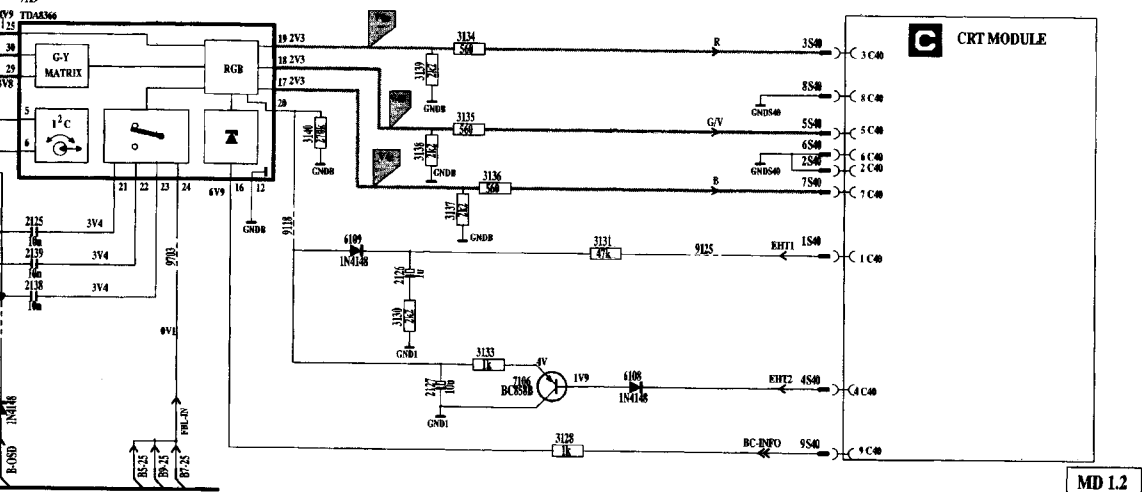 TDA8366
25
30
29
5
6
G-Y
MATRIX
I²C
RGB
19 2V3
18 2V3
17 2V3
20
21
22
23
24
6V9
16
12
GNDB
3140
270k
GNDB
3134
560
3139
2k2
GNDB
R
3S40
3 C40
C
CRT MODULE
8S40
8 C40
GNDS40
3135
560
3138
2k2
GNDB
G/V
5S40
5 C40
6S40
6 C40
2S40
2 C40
GNDS40
3136
560
3137
2k2
GNDB
B
7S40
7 C40
2125
10n
3V4
2139
10n
3V4
2138
10n
3V4
9703
0V1
9118
6109
1N4148
2126
1u
3130
2k2
GND1
3131
47k
9125
EHT1
1S40
1 C40
3133
1k
2127
10u
GND1
4V
7106
BC858B
1V9
6108
1N4148
EHT2
4S40
4 C40
3128
1k
BC-INFO
9S40
9 C40
1N4148
B-OSD
FBL-IN
B5-25
B9-25
B7-25
MD 1.2